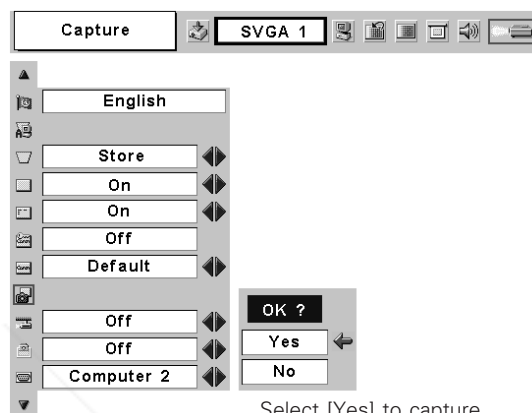 Capture
SVGA 1
English
Store
On
On
Off
Default
Off
Off
Computer 2
OK ?
Yes
No
Select [Yes] to capture